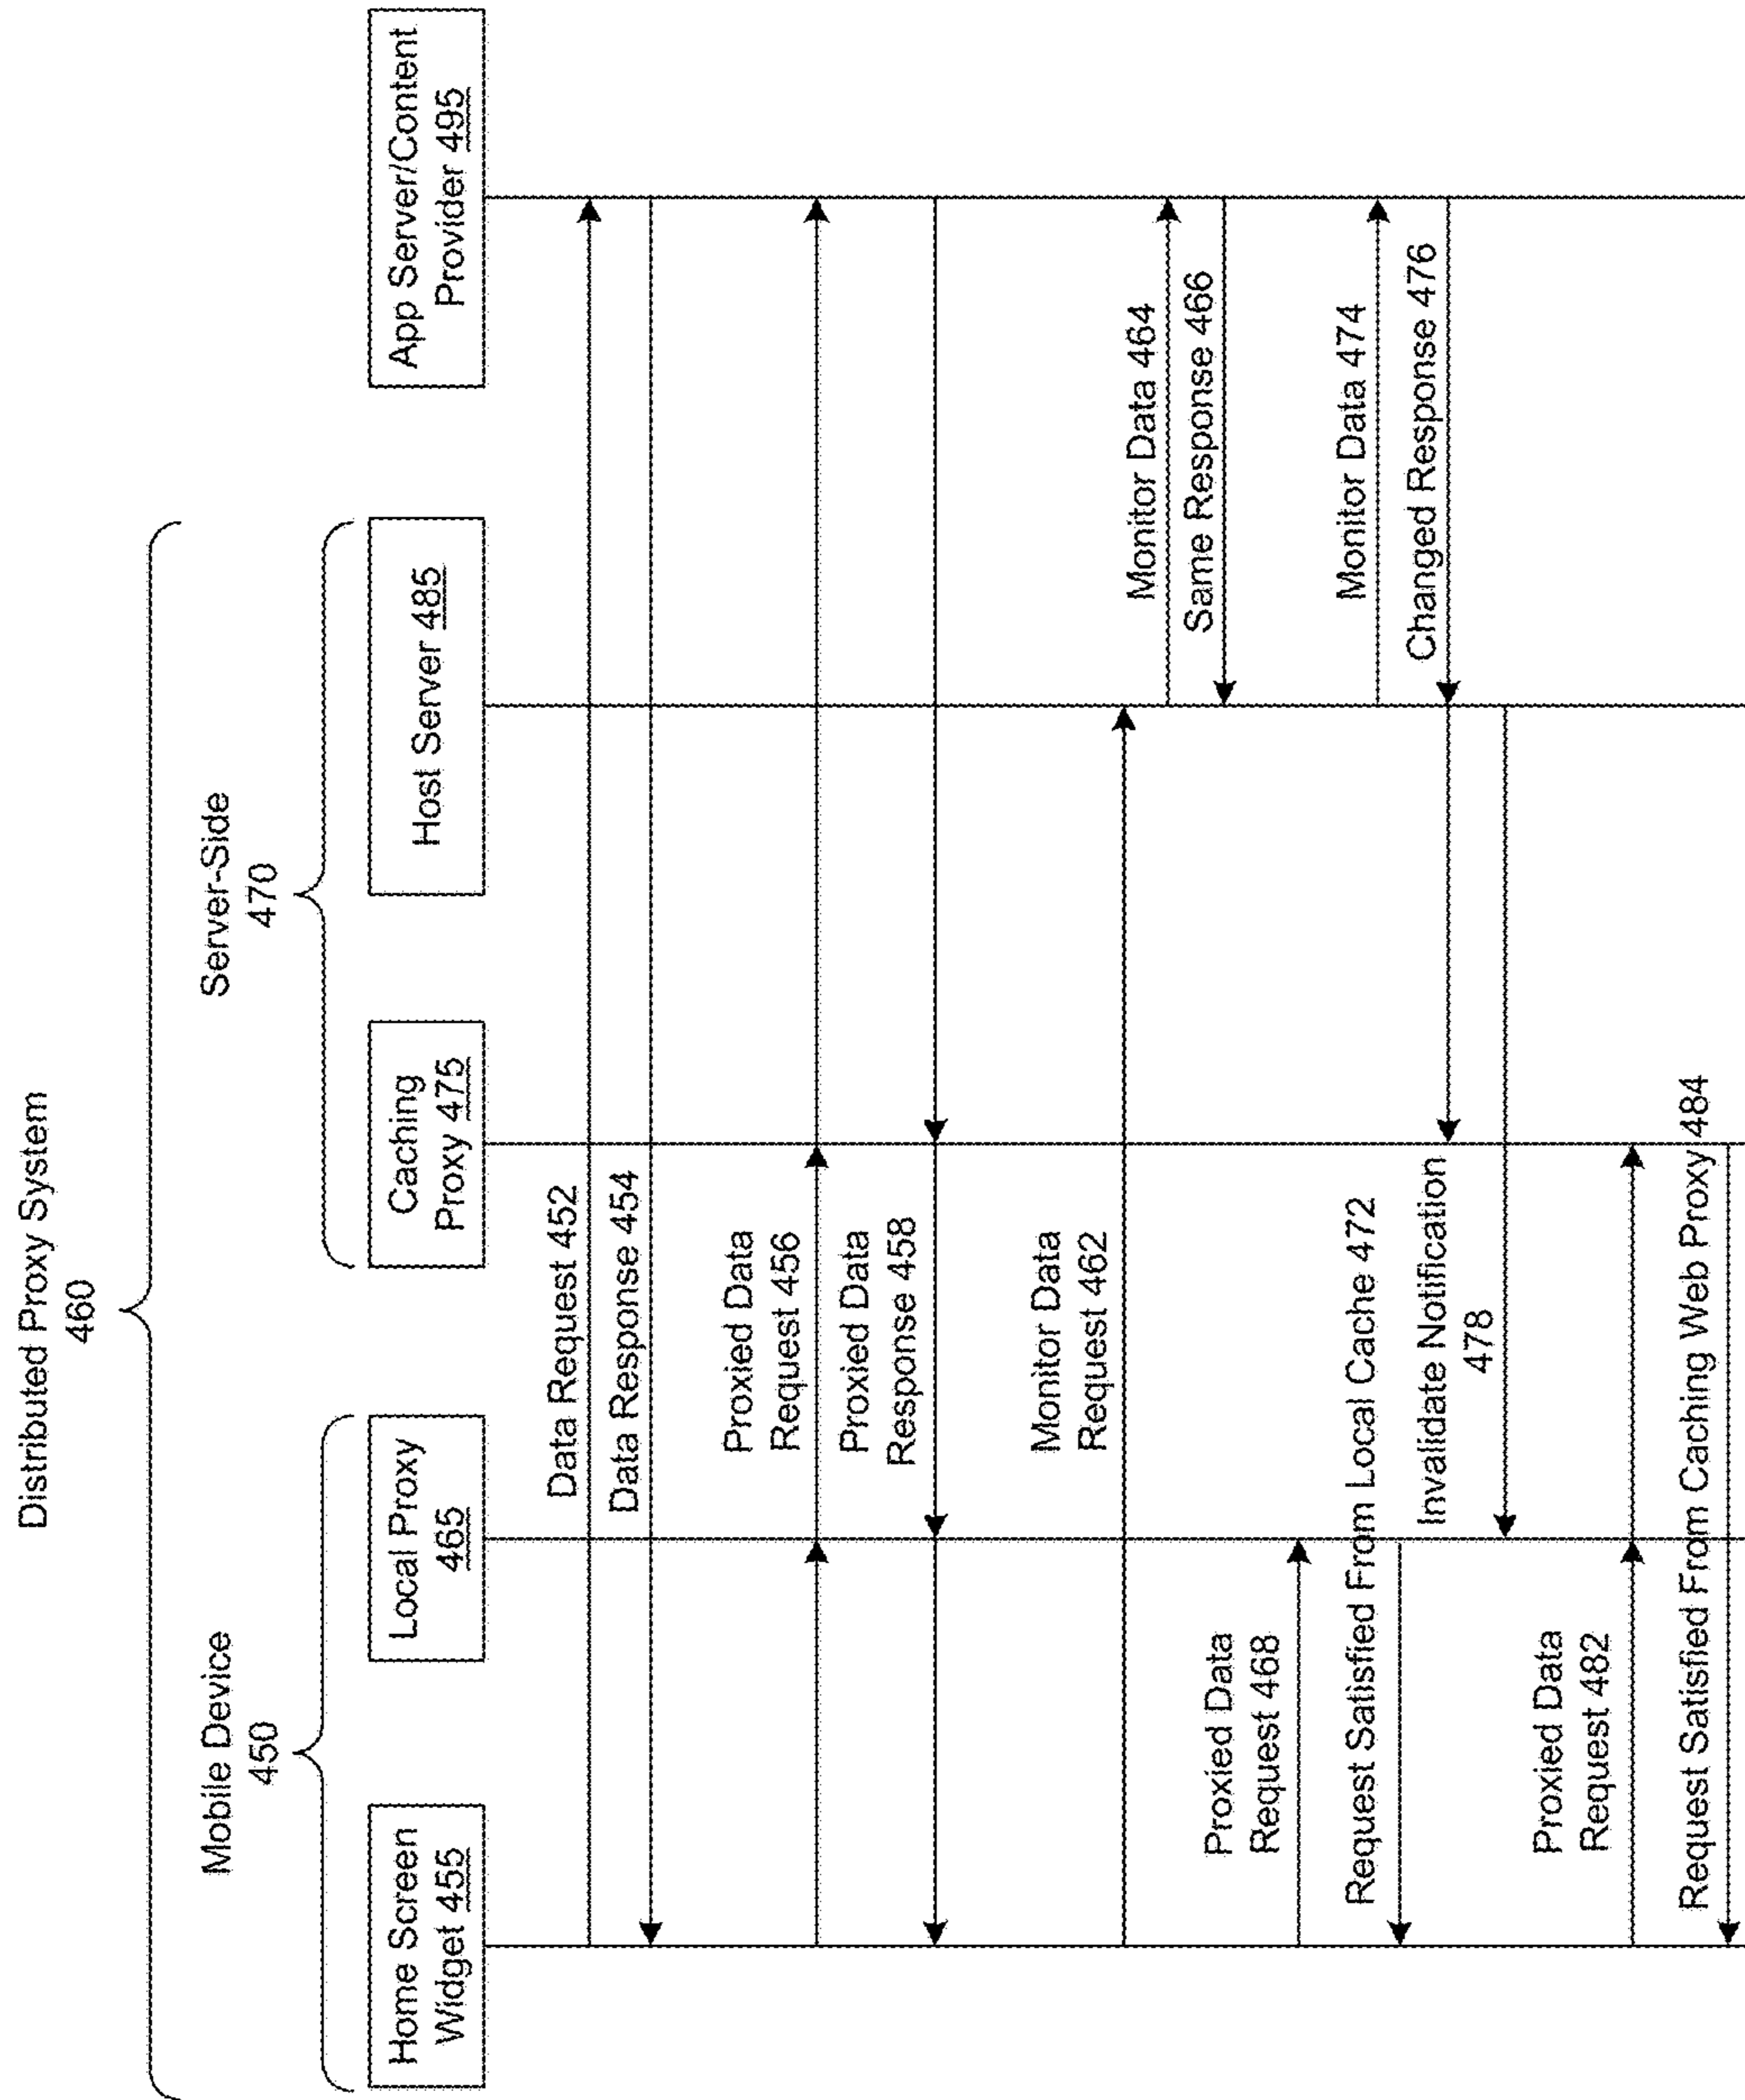 Distributed Proxy System
460
Mobile Device
450
Server-Side
470
Home Screen
Widget 455
Local Proxy
465
Caching
Proxy 475
Host Server 485
App Server/Content
Provider 495
Data Request 452
Data Response 454
Proxied Data
Request 456
Proxied Data
Response 458
Monitor Data
Request 462
Monitor Data 464
Same Response 466
Proxied Data
Request 468
Request Satisfied From Local Cache 472
Monitor Data 474
Changed Response 476
Invalidate Notification
478
Proxied Data
Request 482
Request Satisfied From Caching Web Proxy 484